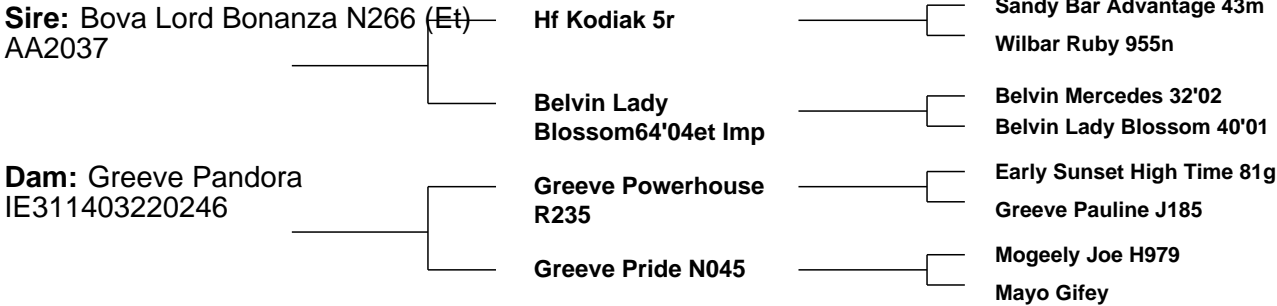 Sandy Bar Advantage 43m
Sire: Bova Lord Bonanza N266 (Et)
AA2037
Hf Kodiak 5r
Wilbar Ruby 955n
Belvin Lady
Blossom64'04et Imp
Belvin Mercedes 32'02
Belvin Lady Blossom 40'01
Dam: Greeve Pandora
IE311403220246
Greeve Powerhouse
R235
Early Sunset High Time 81g
Greeve Pauline J185
Greeve Pride N045
Mogeely Joe H979
Mayo Gifey